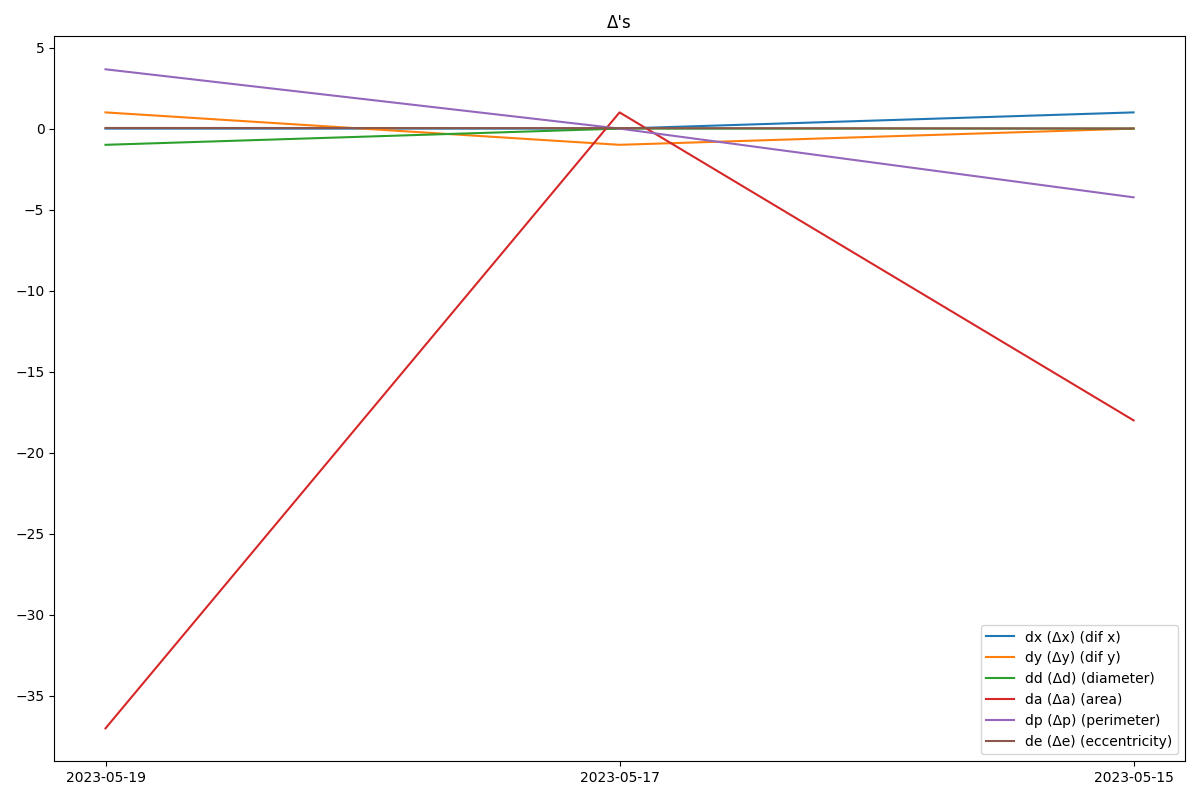 Δ's
5
0
−5
−10
−15
−20
−25
−30
−35
2023-05-19
2023-05-17
2023-05-15
dx (Δx) (dif x)
dy (Δy) (dif y)
dd (Δd) (diameter)
da (Δa) (area)
dp (Δp) (perimeter)
de (Δe) (eccentricity)